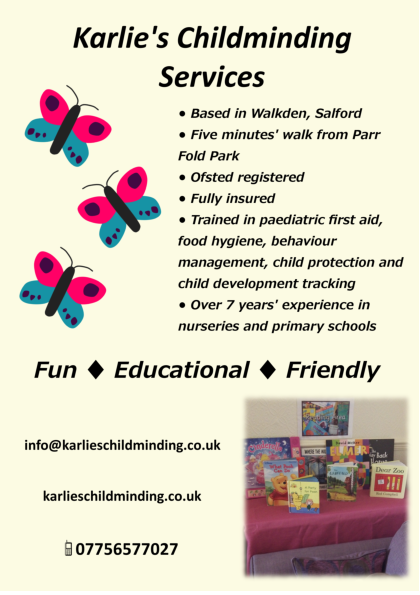 Karlie's Childminding
Services
• Based in Walkden, Salford
• Five minutes' walk from Parr
Fold Park
• Ofsted registered
• Fully insured
• Trained in paediatric first aid,
food hygiene, behaviour
management, child protection and
child development tracking
• Over 7 years' experience in
nurseries and primary schools
Fun ♦ Educational ♦ Friendly
info@karlieschildminding.co.uk
karlieschildminding.co.uk
07756577027
Dear Zoo